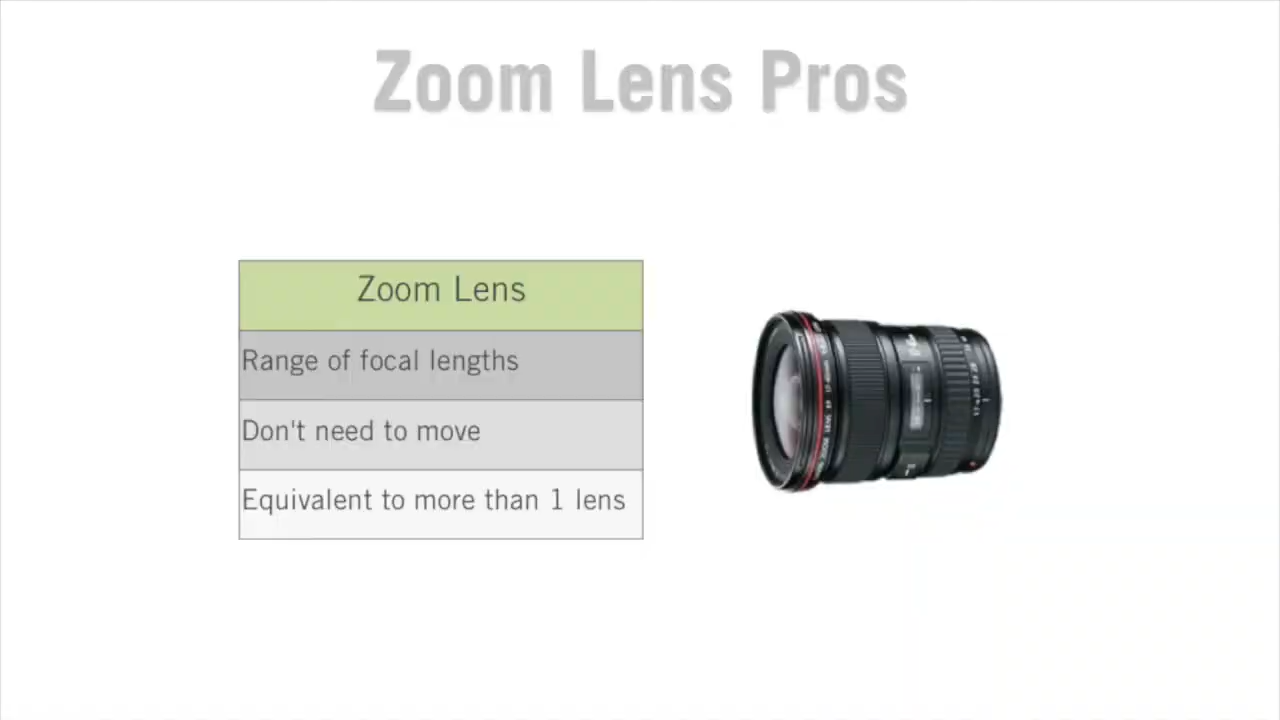 Zoom Lens Pros
Zoom Lens
Range of focal lengths
Don't need to move
Equivalent to more than 1 lens